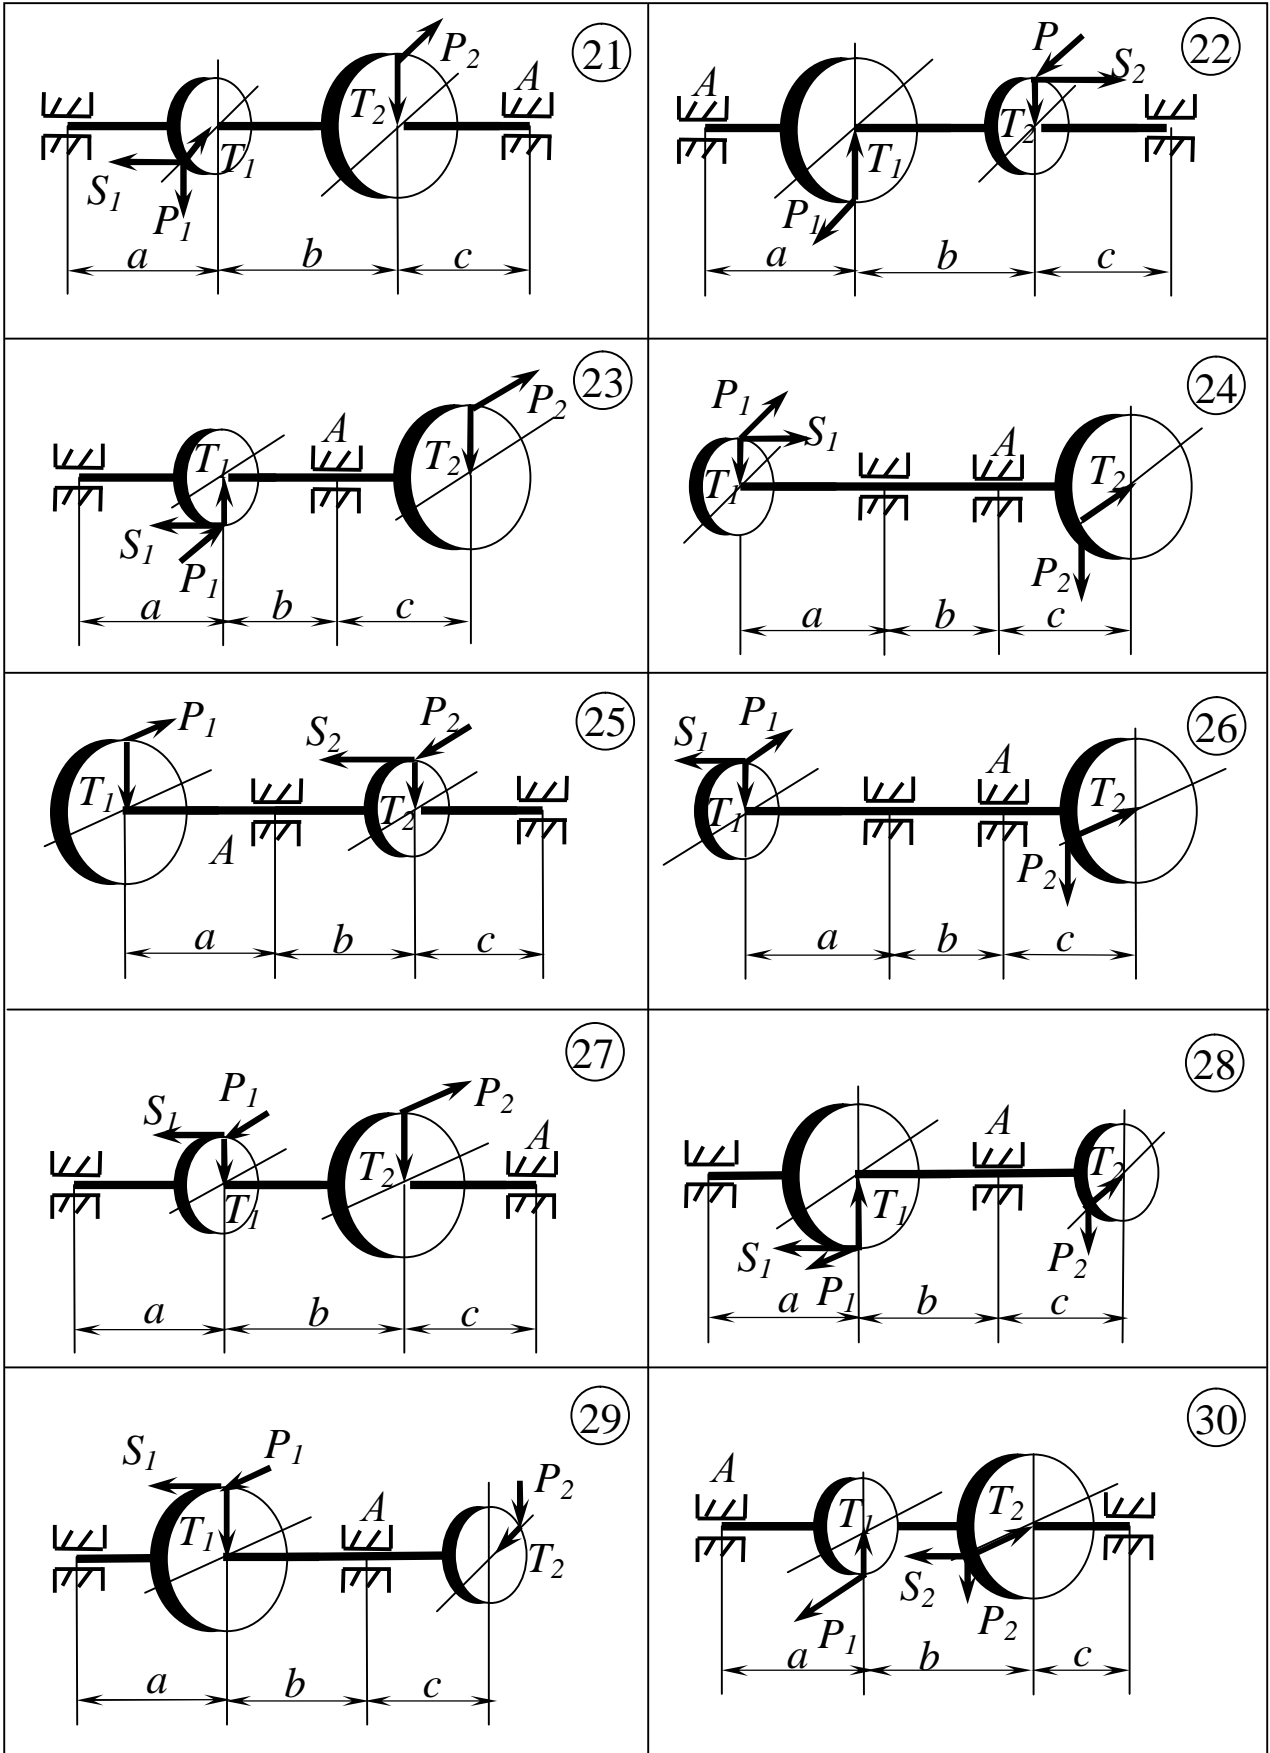 21
P₂
A
T₂
T₁
S₁
P₁
a b c
22
P
S₂
A
T₂
T₁
P₁
a b c
23
P₂
A
T₁ T₂
S₁
P₁
a b c
24
P₁
S₁ A
T₁ T₂
P₂
a b c
25
P₁ P₂
S₂
T₁ T₂
A
a b c
26
S₁ P₁
A
T₁ T₂
P₂
a b c
27
P₁ P₂
S₁
A
T₂
T₁
a b c
28
A
T₂
T₁
S₁ P₂
P₁
a b c
29
S₁ P₁
P₂
A
T₁
T₂
a b c
30
A
T₁ T₂
S₂
P₁ P₂
a b c